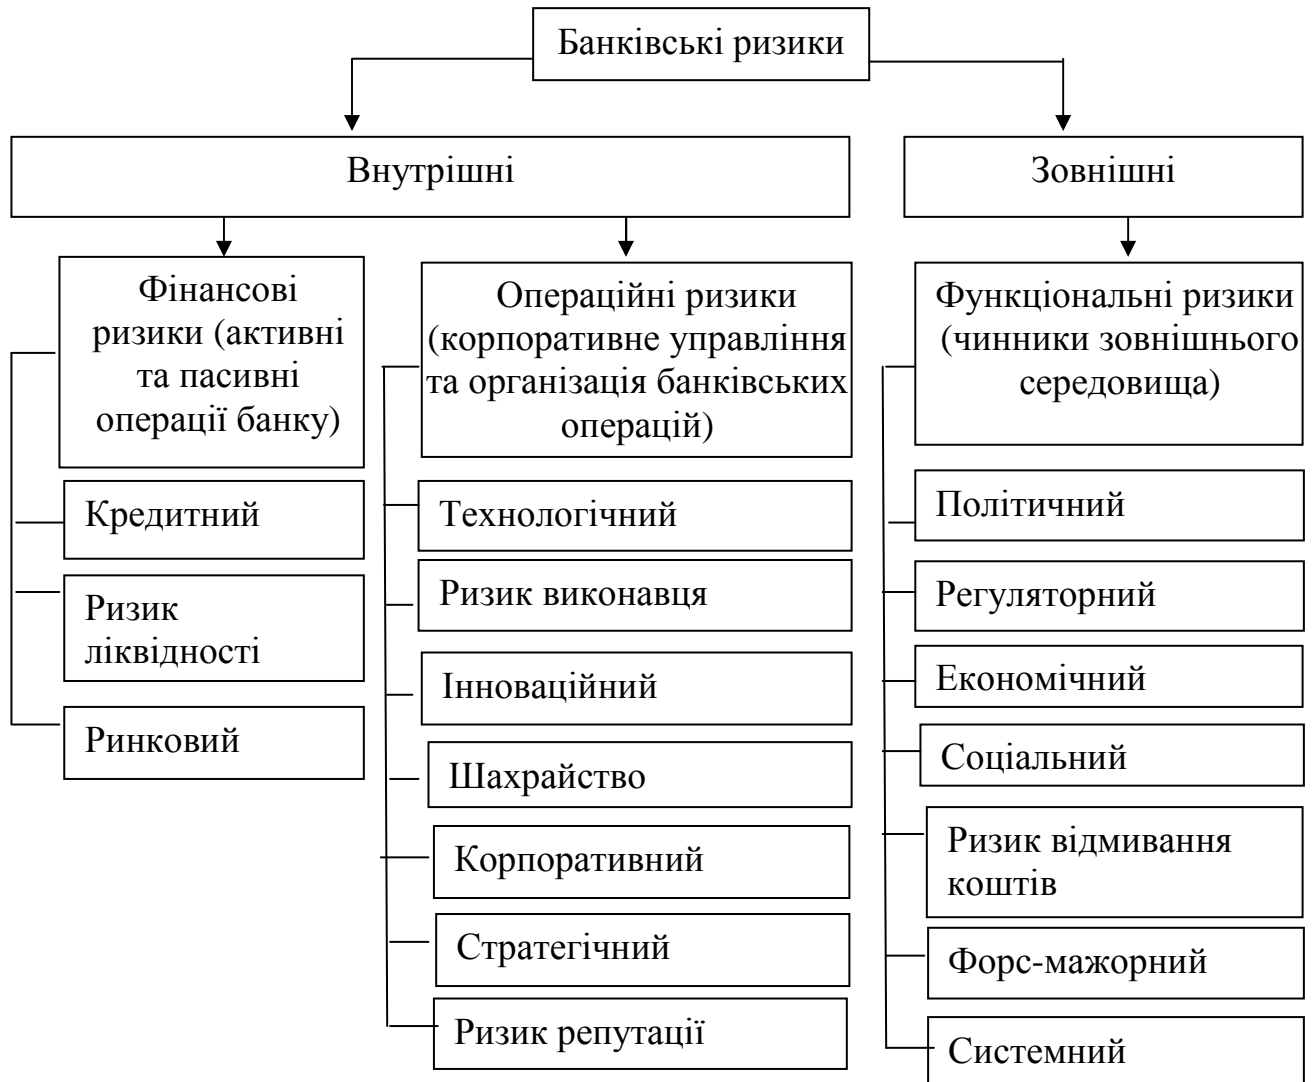 Банківські ризики
Внутрішні
Зовнішні
Фінансові
ризики (активні
та пасивні
операції банку)
Кредитний
Ризик
ліквідності
Ринковий
Операційні ризики
(корпоративне управління
та організація банківських
операцій)
Технологічний
Ризик виконавця
Інноваційний
Шахрайство
Корпоративний
Стратегічний
Ризик репутації
Функціональні ризики
(чинники зовнішнього
середовища)
Політичний
Регуляторний
Економічний
Соціальний
Ризик відмивання
коштів
Форс-мажорний
Системний